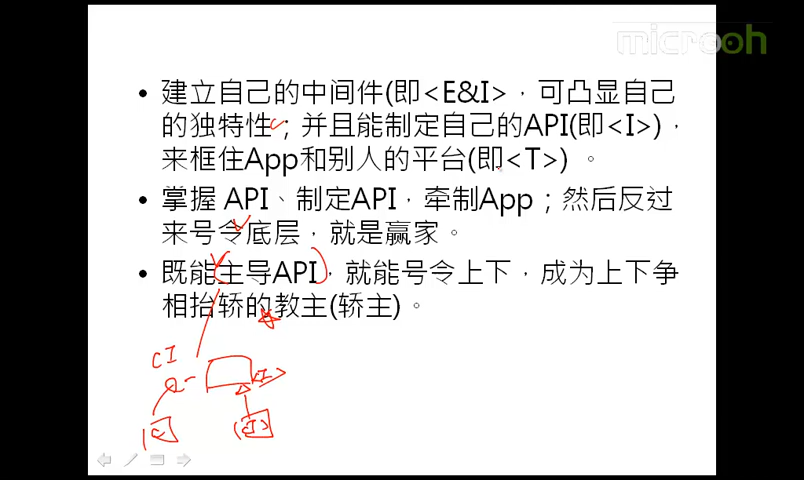 microoh
• 建立自己的中间件(即<E&I>，可凸显自己
的独特性；并且能制定自己的API(即<I>)，
来框住App和别人的平台(即<T>) 。
• 掌握 API、制定API，牵制App；然后反过
来号令底层，就是赢家。
• 既能主导API，就能号令上下，成为上下争
相抬轿的教主(轿主)。
CI
<I>